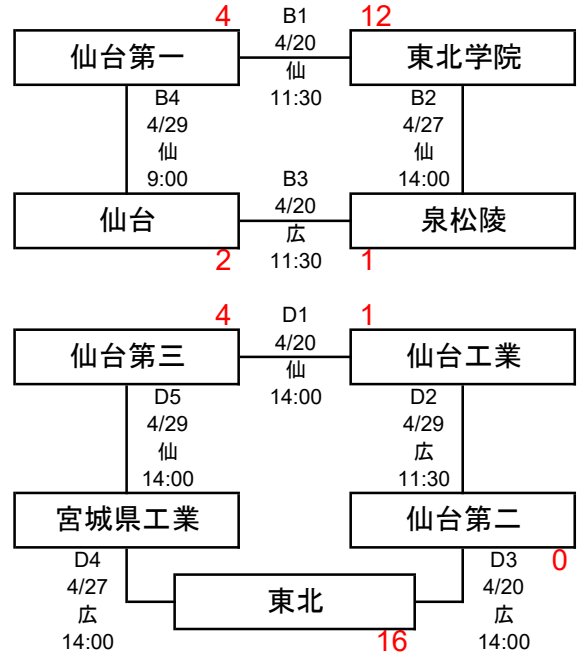 4 B1 12
4/20
仙台第一 仙 東北学院
11:30
B4 B2
4/29 4/27
仙 仙
9:00 B3 14:00
4/20
仙台 広 泉松陵
2 11:30 1
4 D1 1
4/20
仙台第三 仙 仙台工業
14:00
D5 D2
4/29 4/29
仙 広
14:00 11:30
宮城県工業 仙台第二
D4 D3 0
4/27 東北 4/20
広 広
14:00 16 14:00